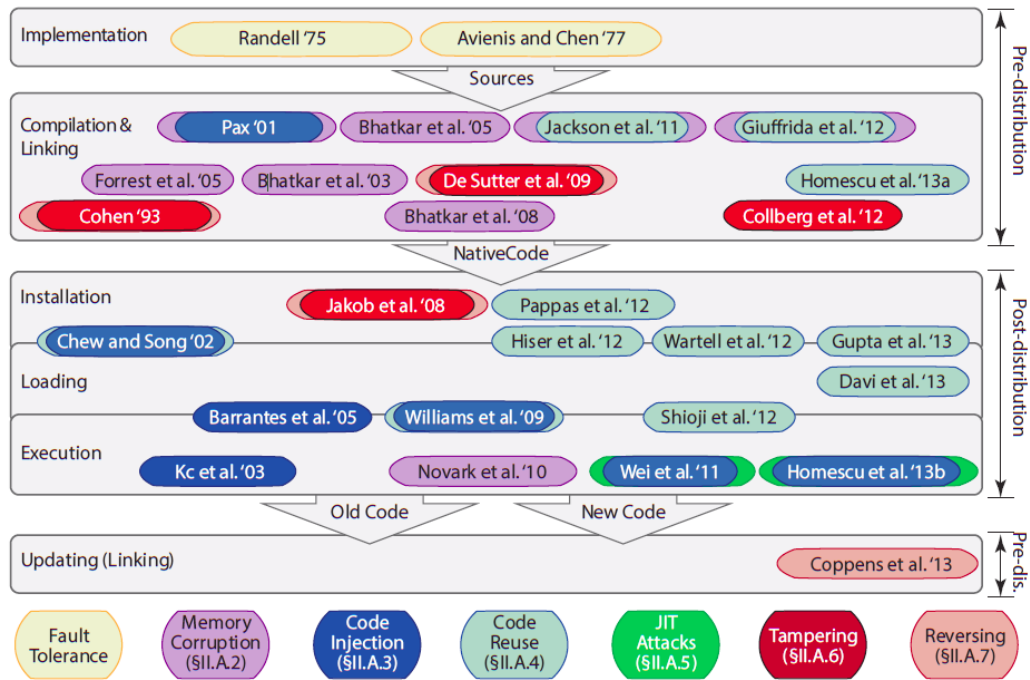 Implementation
Randell ‘75
Avienis and Chen ‘77
Sources
Pre-distribution
Compilation &
Linking
Pax ‘01
Bhatkar et al. ‘05
Jackson et al. ‘11
Giuffrida et al. ‘12
Forrest et al. ‘05
Bhatkar et al. ‘03
De Sutter et al. ‘09
Homescu et al. ‘13a
Cohen ‘93
Bhatkar et al. ‘08
Collberg et al. ‘12
NativeCode
Installation
Jakob et al. ‘08
Pappas et al. ‘12
Chew and Song ‘02
Hiser et al. ‘12
Wartell et al. ‘12
Gupta et al. ‘13
Post-distribution
Loading
Davi et al. ‘13
Barrantes et al. ‘05
Williams et al. ‘09
Shioji et al. ‘12
Execution
Kc et al. ‘03
Novark et al. ‘10
Wei et al. ‘11
Homescu et al. ‘13b
Old Code
New Code
Updating (Linking)
Coppens et al. ‘13
Pre-dis.
Fault
Tolerance
Memory
Corruption
(§II.A.2)
Code
Injection
(§II.A.3)
Code
Reuse
(§II.A.4)
JIT
Attacks
(§II.A.5)
Tampering
(§II.A.6)
Reversing
(§II.A.7)